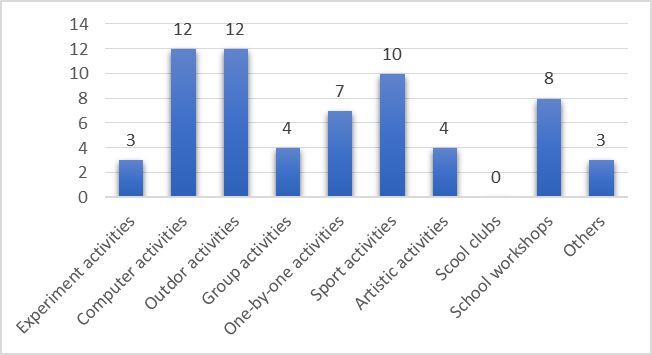 14
12
10
8
6
4
2
0
3
12
12
4
7
10
4
0
8
3
Experiment activities
Computer activities
Outdor activities
Group activities
One-by-one activities
Sport activities
Artistic activities
Scool clubs
School workshops
Others